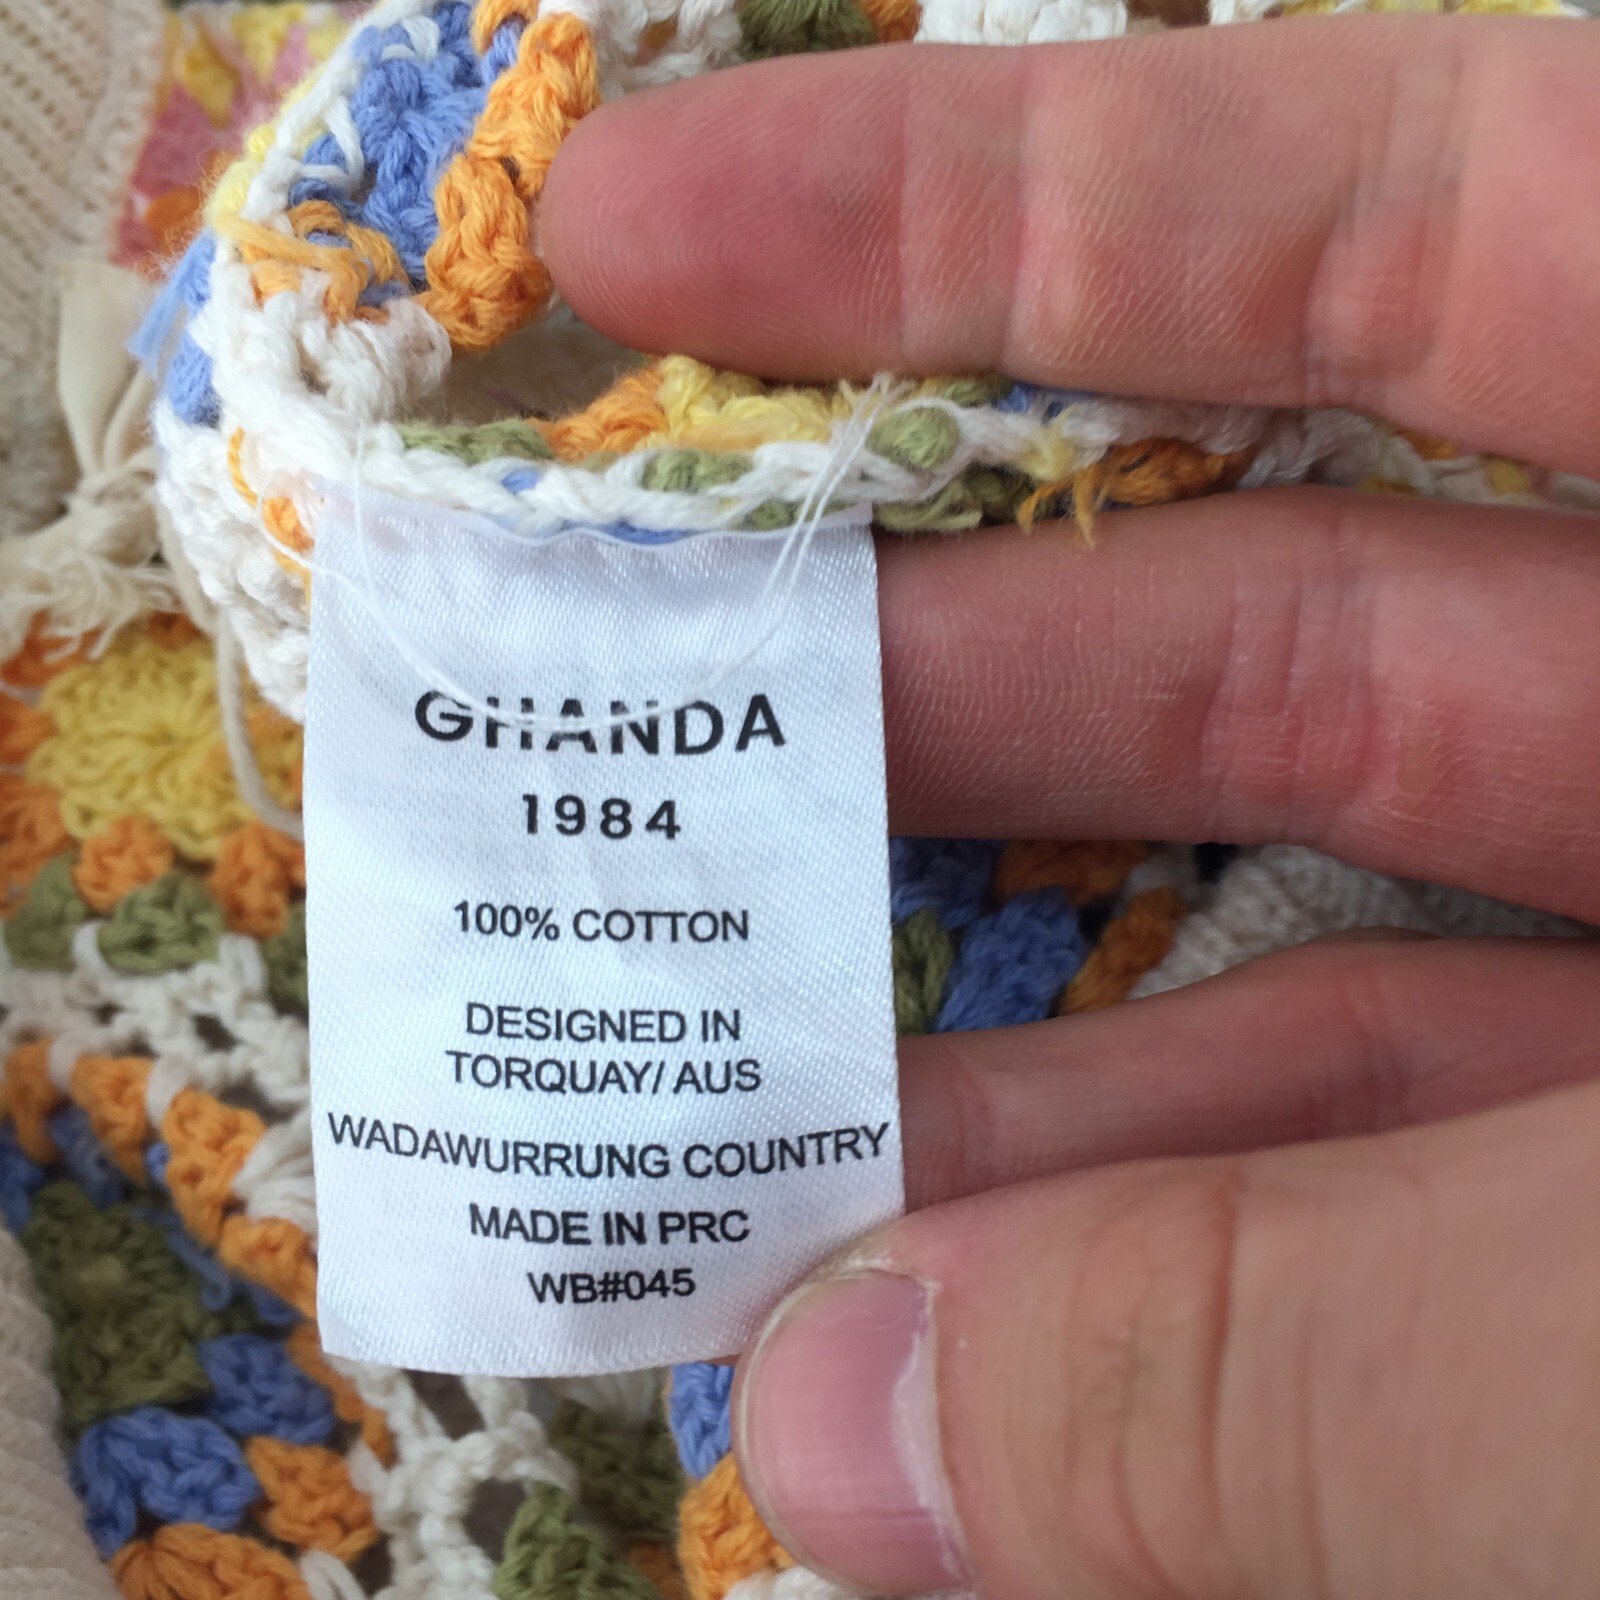 GHANDA
1984
100% COTTON
DESIGNED IN
TORQUAY/ AUS
WADAWURRUNG COUNTRY
MADE IN PRC
WB#045